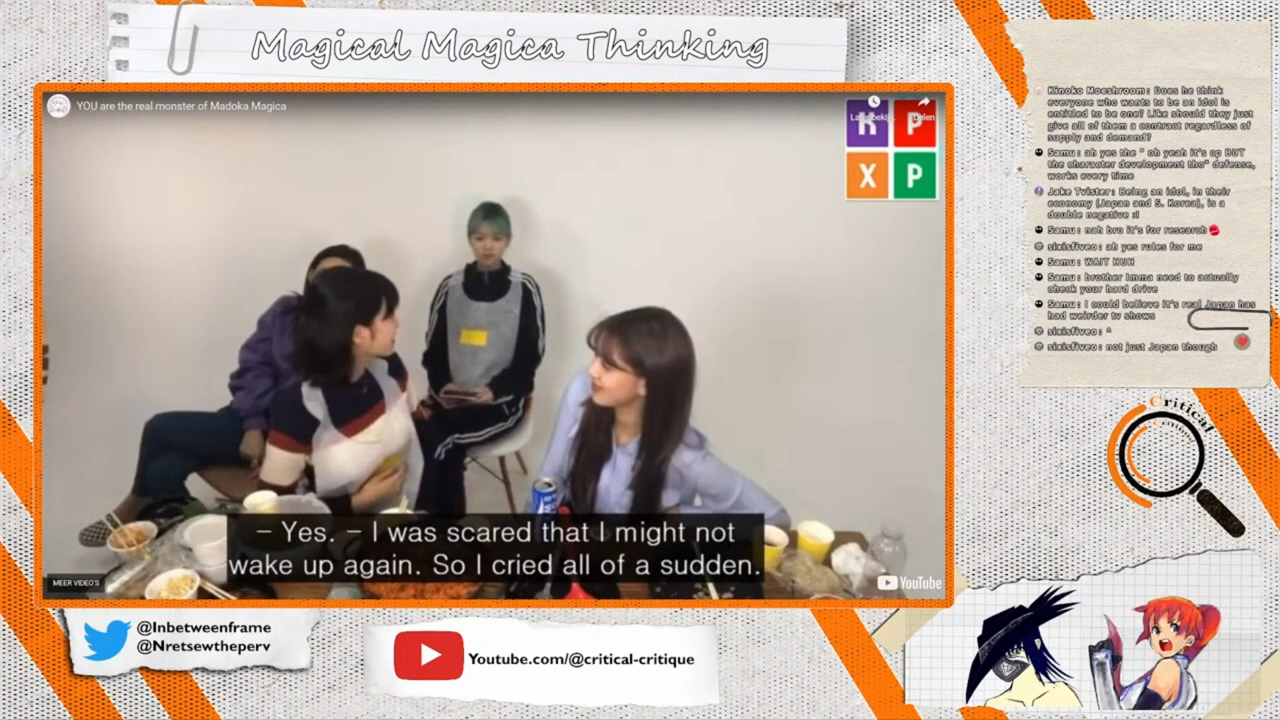 Magical Magica Thinking
YOU are the real monster of Madoka Magica
P
X P
– Yes. – I was scared that I might not
wake up again. So I cried all of a sudden.
MEER VIDEO'S
YouTube
@Inbetweenframe
@Nretsewtheperv
Youtube.com/@critical-critique
Kinoko Moeshroom: Does he think
everyone who wants to be an idol is
entitled to be one? Like should they just
give all of them a contract regardless of
supply and demand?
Samu: ah yes the " oh yeah it's op BUT
the character development tho" defense,
works every time
Jake Tvister: Being an idol, in their
economy (Japan and S. Korea), is a
double negative xl
Samu: nah bro it's for research
sixisfiveo: ah yes rules for me
Samu: WAIT HUH
Samu: brother Imma need to actually
check your hard drive
Samu: I could believe it's real Japan has
had weirder tv shows
sixisfiveo: ^
sixisfiveo: not just Japan though
Critical